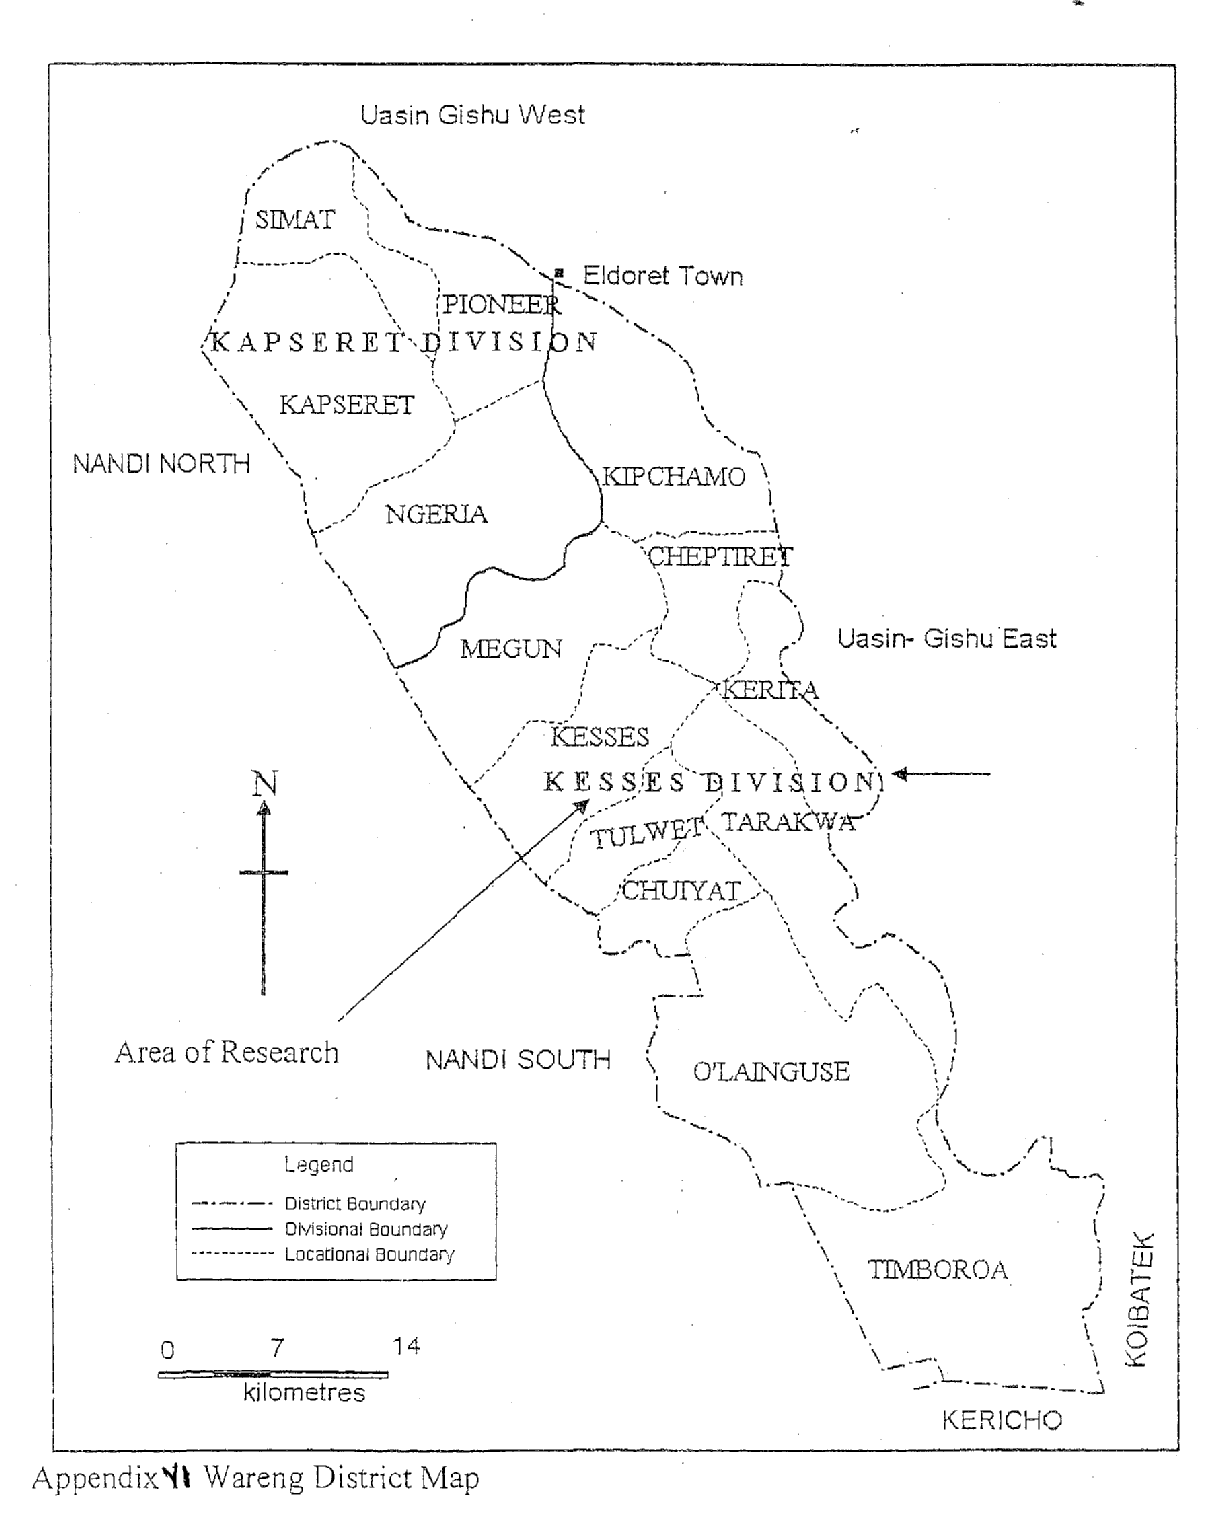 Uasin Gishu West
SIMAT
Eldoret Town
PIONEER
KAPSERET DIVISION
KAPSERET
NANDI NORTH
KIPCHAMO
NGERIA
CHEPTIRET
Uasin- Gishu East
MEGUN
KERITA
KESSES
KESSES DIVISION
N
TULWET
TARAKWA
CHUIYAT
Area of Research
NANDI SOUTH
O'LAINGUSE
Legend
District Boundary
Divisional Boundary
Locational Boundary
TIMBOROA
KOIBATEK
0 7 14
kilometres
KERICHO
Appendix VI Wareng District Map